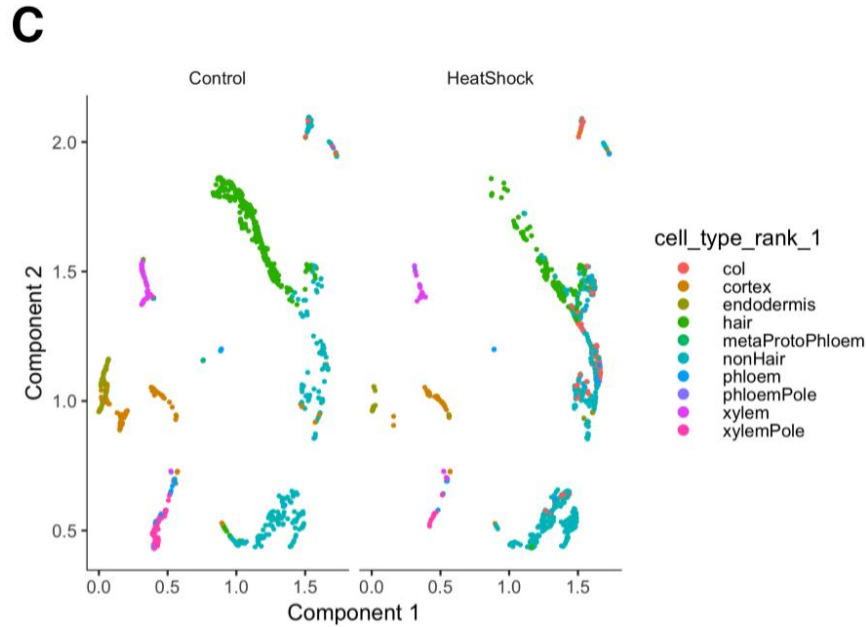 C
Control HeatShock
Component 2
2.0
1.5
1.0
0.5
0.0 0.5 1.0 1.5 0.0 0.5 1.0 1.5
Component 1
cell_type_rank_1
col
cortex
endodermis
hair
metaProtoPhloem
nonHair
phloem
phloemPole
xylem
xylemPole